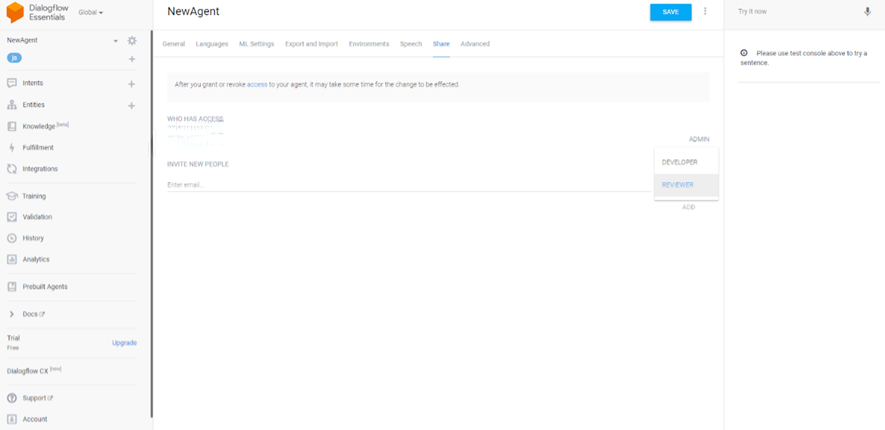 Dialogflow
Essentials
Global
NewAgent
ja
Intents
Entities
Knowledge [beta]
Fulfillment
Integrations
Training
Validation
History
Analytics
Prebuilt Agents
Docs
Trial
Free
Upgrade
Dialogflow CX [new]
Support
Account
NewAgent
SAVE
General Languages ML Settings Export and Import Environments Speech Share Advanced
After you grant or revoke access to your agent, it may take some time for the change to be effected.
WHO HAS ACCESS
ADMIN
INVITE NEW PEOPLE
Enter email...
DEVELOPER
REVIEWER
ADD
Try it now
Please use test console above to try a
sentence.